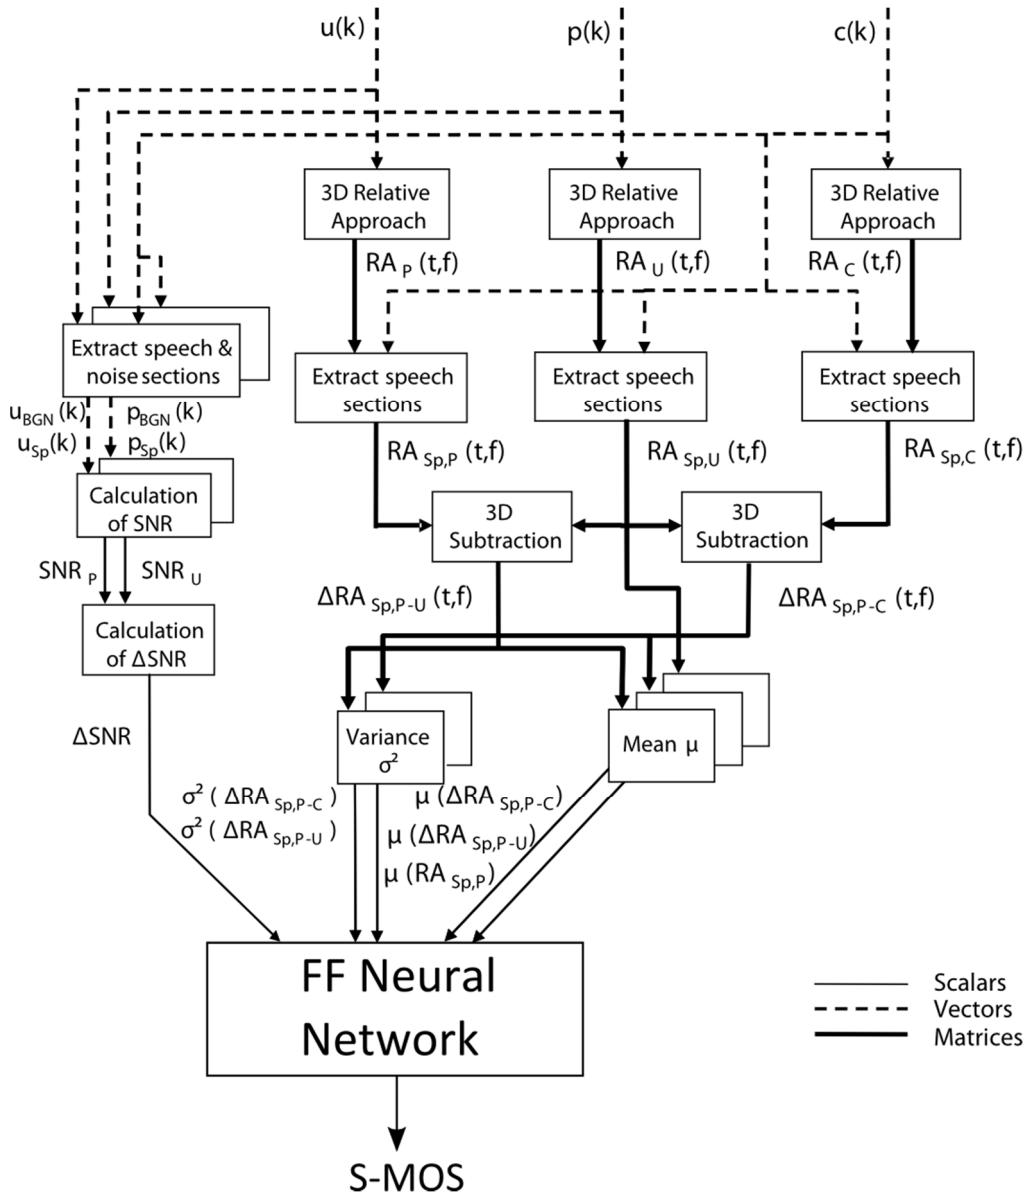 u(k)
p(k)
c(k)
3D Relative
Approach
3D Relative
Approach
3D Relative
Approach
RA P (t,f)
RA U (t,f)
RA C (t,f)
Extract speech &
noise sections
Extract speech
sections
Extract speech
sections
Extract speech
sections
uBGN (k)
pBGN (k)
uSp(k)
pSp(k)
RA Sp,P (t,f)
RA Sp,U (t,f)
RA Sp,C (t,f)
Calculation
of SNR
3D
Subtraction
3D
Subtraction
SNR P
SNR U
ΔRA Sp,P-U (t,f)
ΔRA Sp,P-C (t,f)
Calculation
of ΔSNR
ΔSNR
Variance
σ²
Mean μ
σ² ( ΔRA Sp,P-C )
σ² ( ΔRA Sp,P-U )
μ (ΔRA Sp,P-C)
μ (ΔRA Sp,P-U)
μ (RA Sp,P)
FF Neural
Network
Scalars
Vectors
Matrices
S-MOS